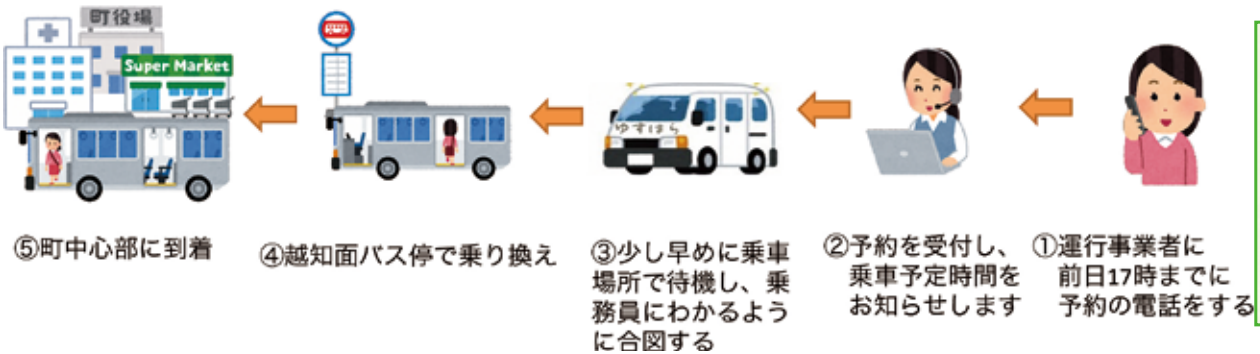 町役場
Super Market
ゆすはら
⑤町中心部に到着
④越知面バス停で乗り換え
③少し早めに乗車
場所で待機し、乗
務員にわかるよう
に合図する
②予約を受付し、
乗車予定時間を
お知らせします
①運行事業者に
前日17時までに
予約の電話をする